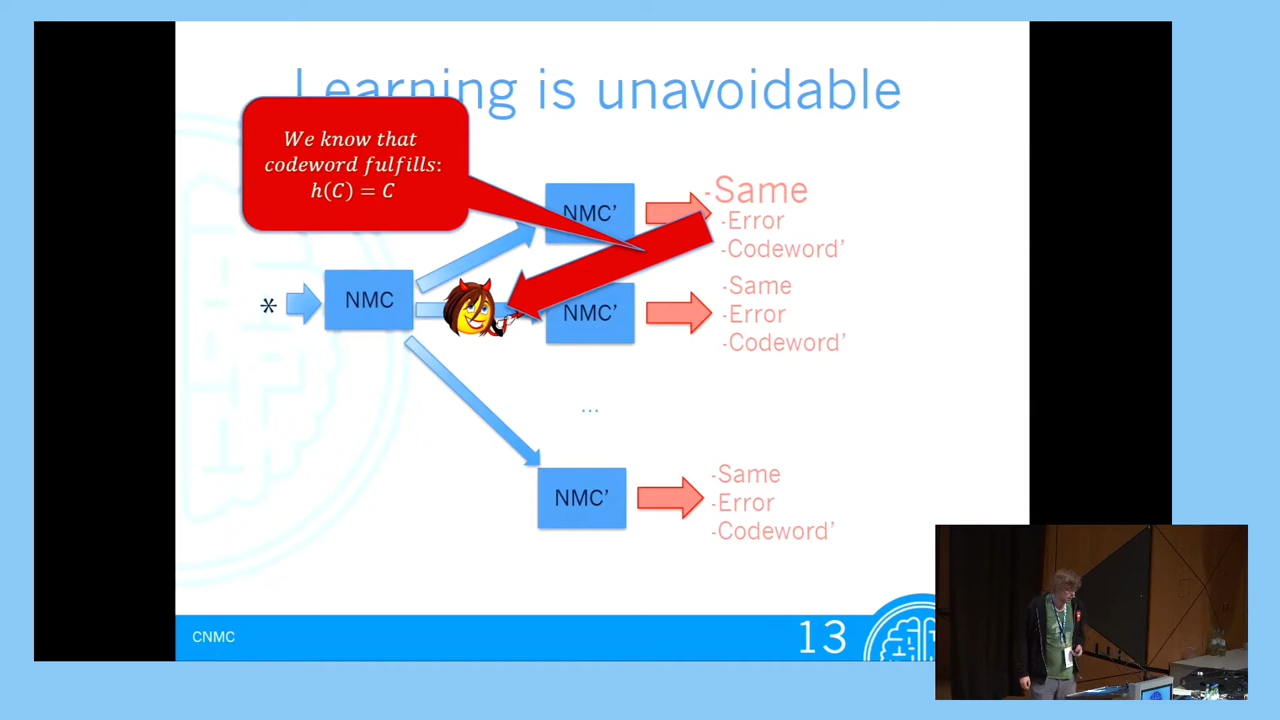 Learning is unavoidable
We know that
codeword fulfills:
h(C) = C
*
NMC
NMC’
-Same
-Error
-Codeword’
NMC’
-Same
-Error
-Codeword’
...
NMC’
-Same
-Error
-Codeword’
CNMC
13